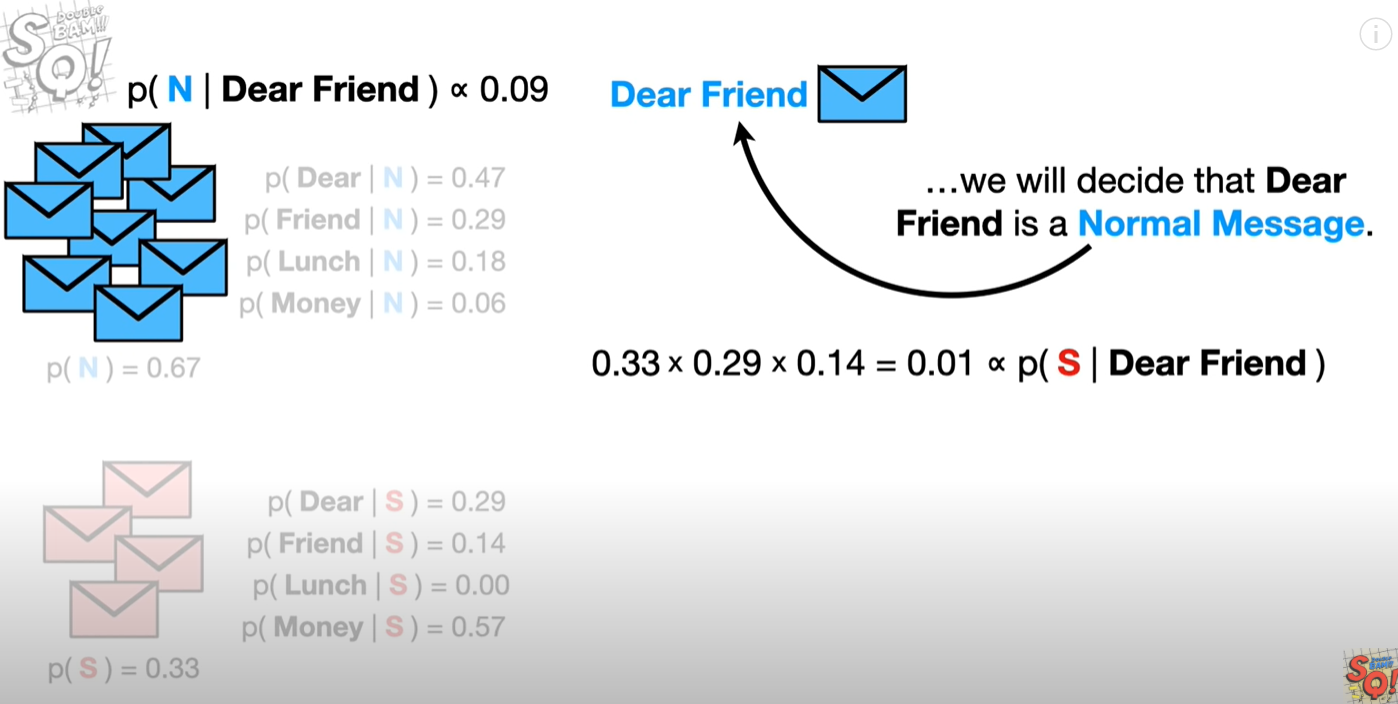 DOUBLE
BAM!!!
SQ!
p( N | Dear Friend ) ∝ 0.09
Dear Friend
i
p( Dear | N ) = 0.47
p( Friend | N ) = 0.29
p( Lunch | N ) = 0.18
p( Money | N ) = 0.06
p( N ) = 0.67
…we will decide that Dear
Friend is a Normal Message.
0.33 x 0.29 x 0.14 = 0.01 ∝ p( S | Dear Friend )
p( Dear | S ) = 0.29
p( Friend | S ) = 0.14
p( Lunch | S ) = 0.00
p( Money | S ) = 0.57
p( S ) = 0.33
DOUBLE
BAM!!!
SQ!